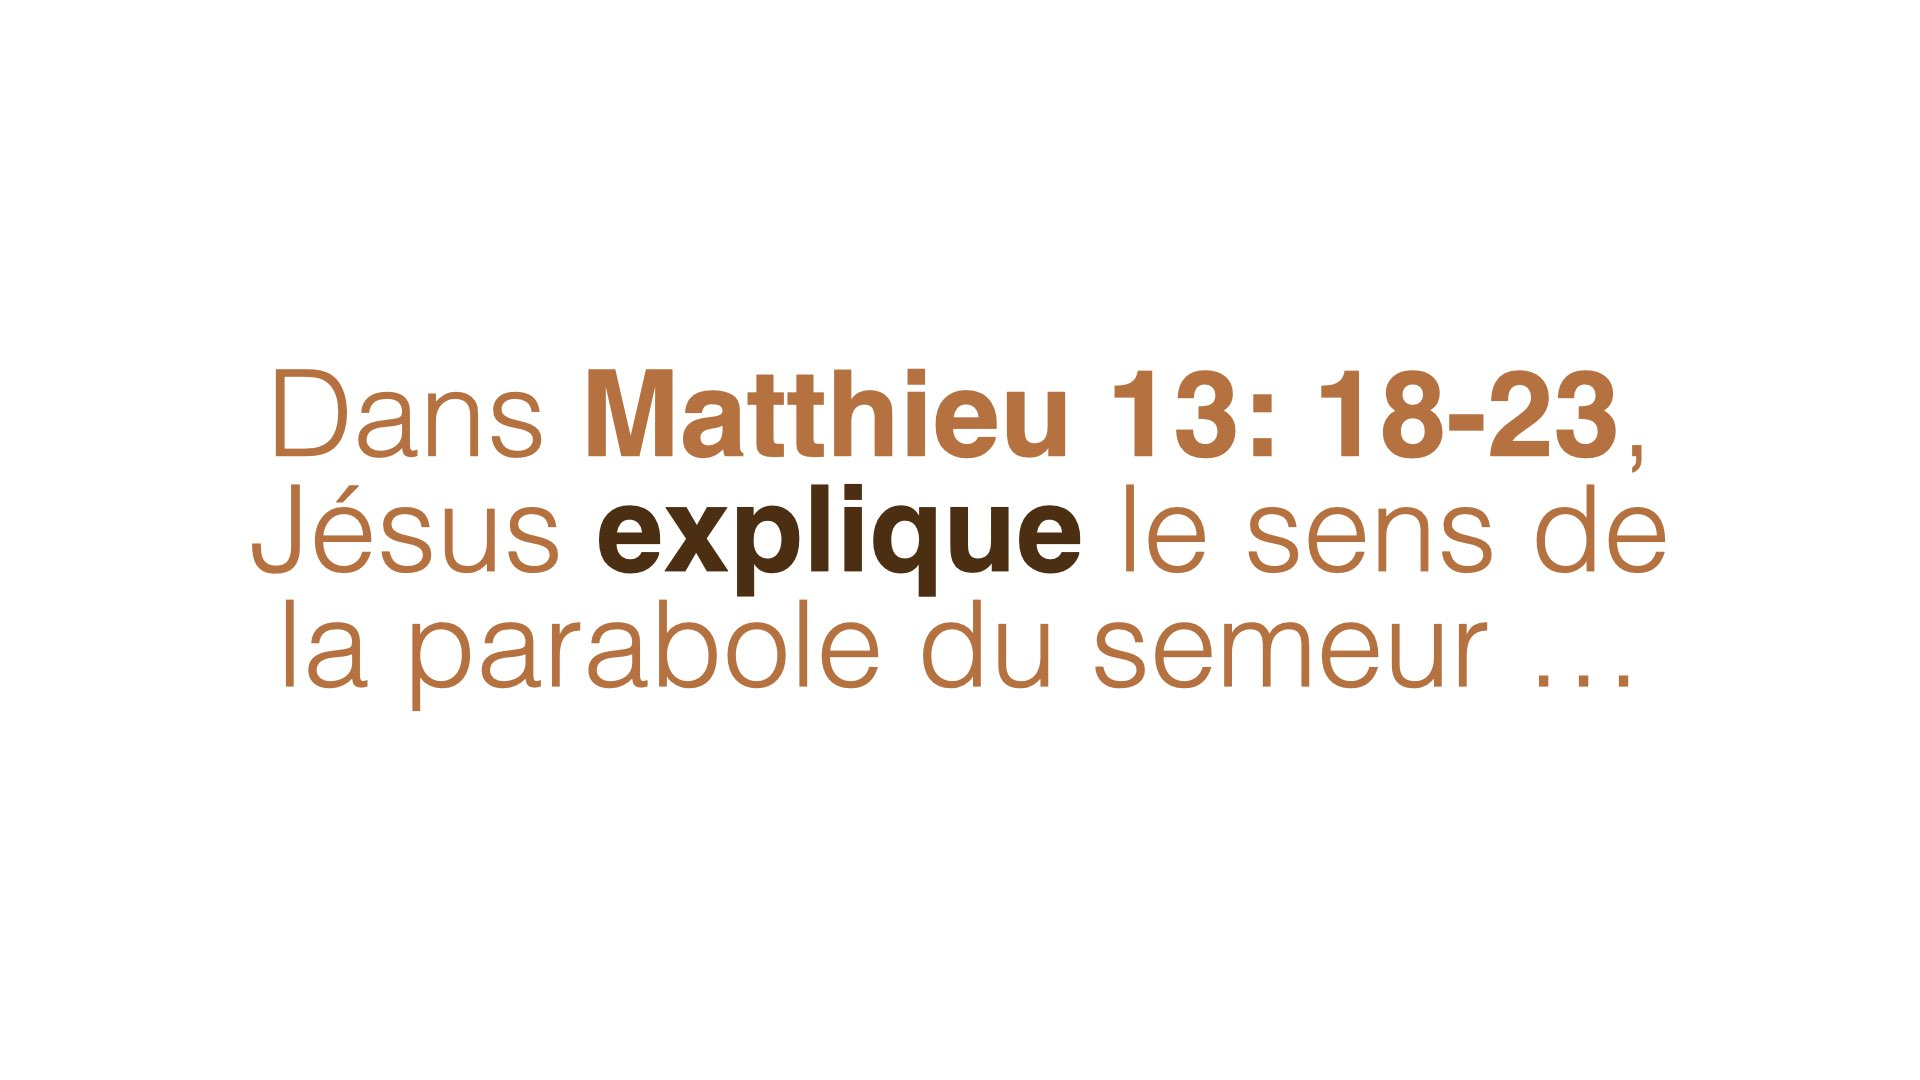 Dans Matthieu 13: 18-23,
Jésus explique le sens de
la parabole du semeur …